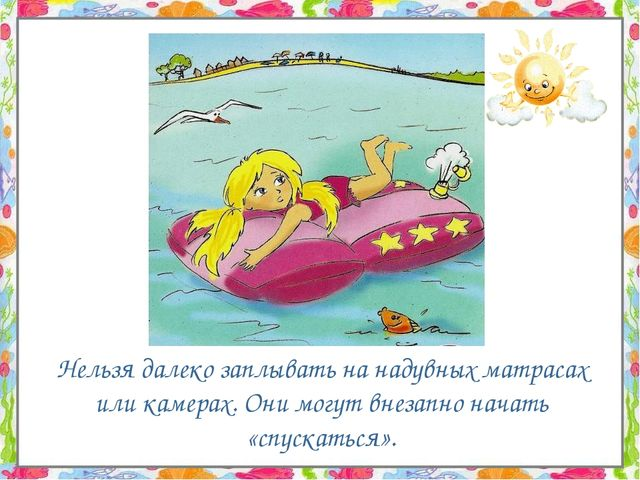 Нельзя далеко заплывать на надувных матрасах
или камерах. Они могут внезапно начать
«спускаться».